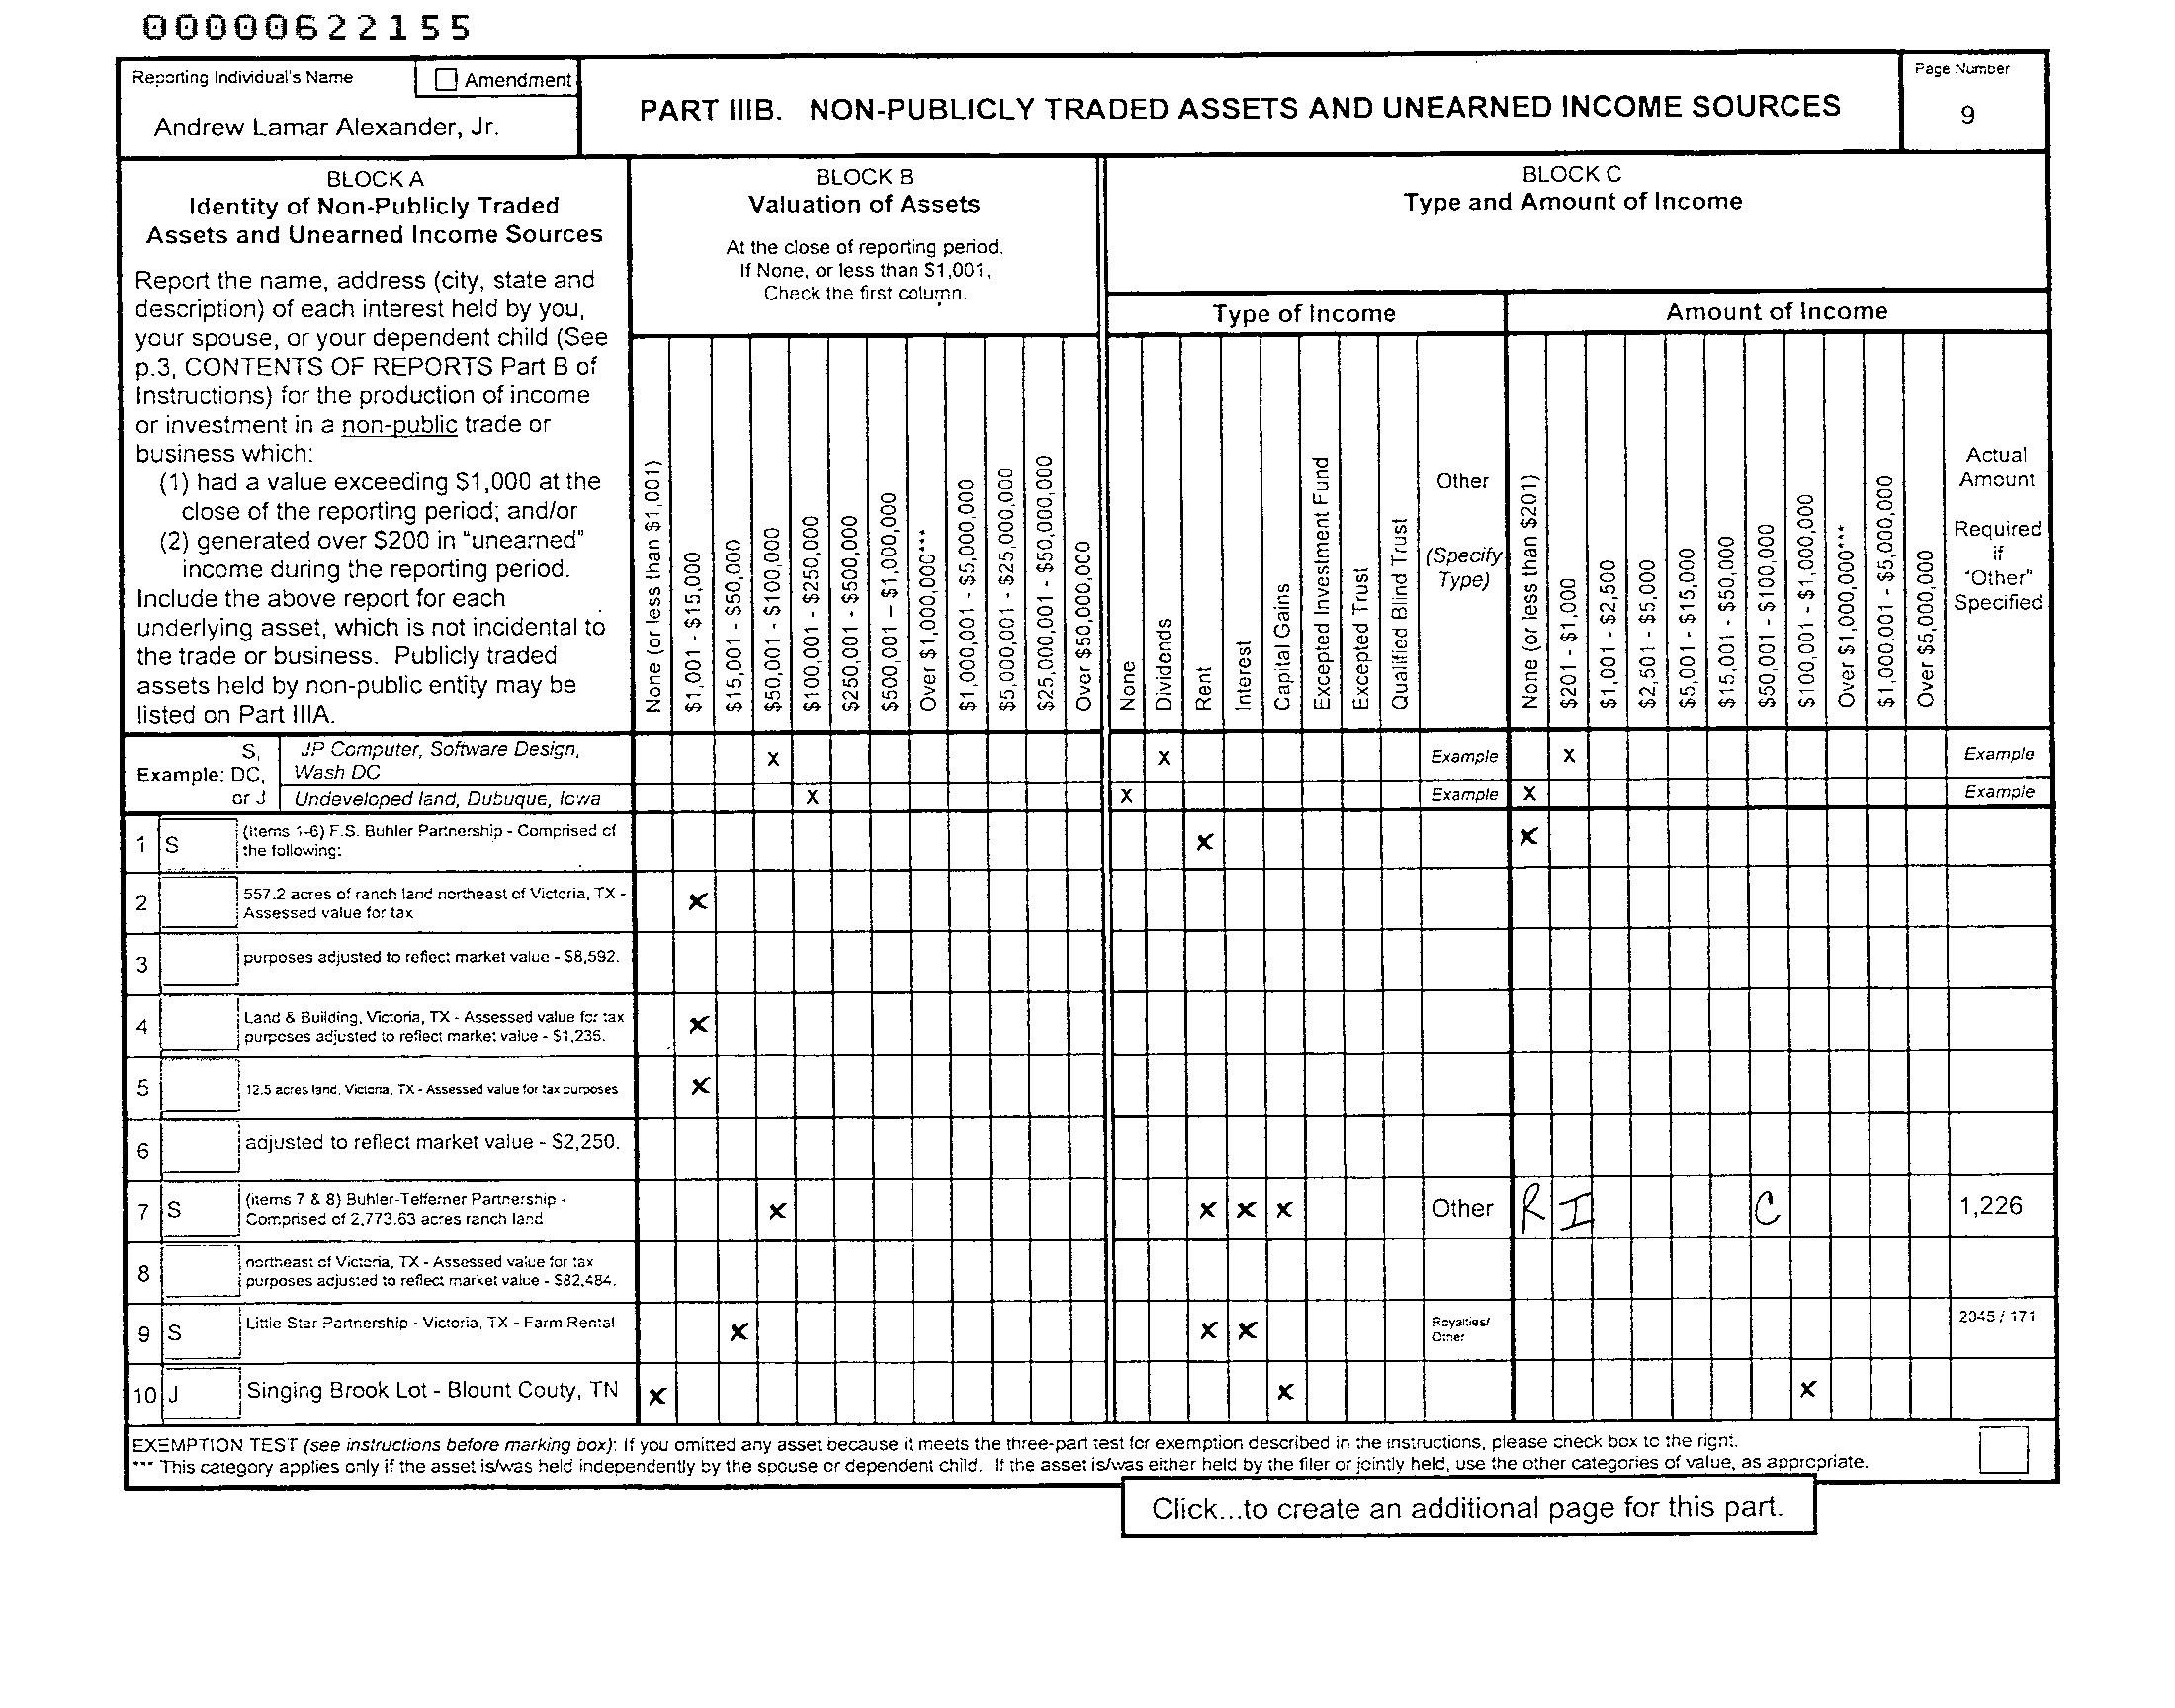 00000622155
Reporting Individual's Name
Amendment
Andrew Lamar Alexander, Jr.
PART IIIB. NON-PUBLICLY TRADED ASSETS AND UNEARNED INCOME SOURCES
Page Number
9
BLOCK A
Identity of Non-Publicly Traded
Assets and Unearned Income Sources
Report the name, address (city, state and
description) of each interest held by you,
your spouse, or your dependent child (See
p.3, CONTENTS OF REPORTS Part B of
Instructions) for the production of income
or investment in a non-public trade or
business which:
(1) had a value exceeding $1,000 at the
close of the reporting period; and/or
(2) generated over $200 in "unearned"
income during the reporting period.
Include the above report for each
underlying asset, which is not incidental to
the trade or business. Publicly traded
assets held by non-public entity may be
listed on Part IIIA.
BLOCK B
Valuation of Assets
At the close of reporting period.
If None, or less than $1,001,
Check the first column.
None (or less than $1,001)
$1,001 - $15,000
$15,001 - $50,000
$50,001 - $100,000
$100,001 - $250,000
$250,001 - $500,000
$500,001 – $1,000,000
Over $1,000,000***
$1,000,001 - $5,000,000
$5,000,001 - $25,000,000
$25,000,001 - $50,000,000
Over $50,000,000
BLOCK C
Type and Amount of Income
Type of Income
None
Dividends
Rent
Interest
Capital Gains
Excepted Investment Fund
Excepted Trust
Qualified Blind Trust
Other
(Specify
Type)
Amount of Income
None (or less than $201)
$201 - $1,000
$1,001 - $2,500
$2,501 - $5,000
$5,001 - $15,000
$15,001 - $50,000
$50,001 - $100,000
$100,001 - $1,000,000
Over $1,000,000***
$1,000,001 - $5,000,000
Over $5,000,000
Actual
Amount
Required
if
"Other"
Specified
Example: S, DC, or J
JP Computer, Software Design,
Wash DC
X X Example X Example
Undeveloped land, Dubuque, Iowa X X Example X Example
1 S (items 1-6) F.S. Buhler Partnership - Comprised of
the following:
X X
2 557.2 acres of ranch land northeast of Victoria, TX -
Assessed value for tax
X
3 purposes adjusted to reflect market value - $8,592.
4 Land & Building, Victoria, TX - Assessed value for tax
purposes adjusted to reflect market value - $1,235.
X
5 12.5 acres land, Victoria, TX - Assessed value for tax purposes X
6 adjusted to reflect market value - $2,250.
7 S (items 7 & 8) Buhler-Telferner Partnership -
Comprised of 2,773.63 acres ranch land
X X X X Other R I C 1,226
8 northeast of Victoria, TX - Assessed value for tax
purposes adjusted to reflect market value - $82,484.
9 S Little Star Partnership - Victoria, TX - Farm Rental X X X Royalties/
Other
2045 / 171
10 J Singing Brook Lot - Blount Couty, TN X X X
EXEMPTION TEST (see instructions before marking box): If you omitted any asset because it meets the three-part test for exemption described in the instructions, please check box to the right.
*** This category applies only if the asset is/was held independently by the spouse or dependent child. If the asset is/was either held by the filer or jointly held, use the other categories of value, as appropriate.
Click...to create an additional page for this part.